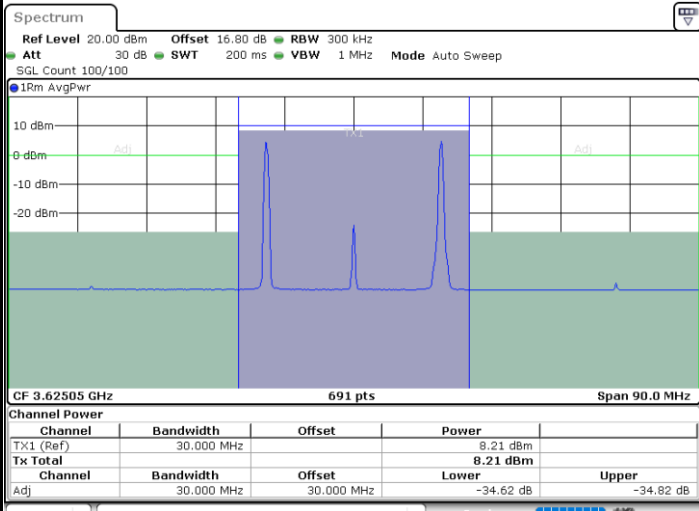 Spectrum
Ref Level 20.00 dBm Offset 16.80 dB RBW 300 kHz
Att 30 dB SWT 200 ms VBW 1 MHz Mode Auto Sweep
SGL Count 100/100
1Rm AvgPwr
10 dBm
TX1
0 dBm Adj Adj
-10 dBm
-20 dBm
CF 3.62505 GHz 691 pts Span 90.0 MHz
Channel Power
Channel Bandwidth Offset Power
TX1 (Ref) 30.000 MHz 8.21 dBm
Tx Total 8.21 dBm
Channel Bandwidth Offset Lower Upper
Adj 30.000 MHz 30.000 MHz -34.62 dB -34.82 dB